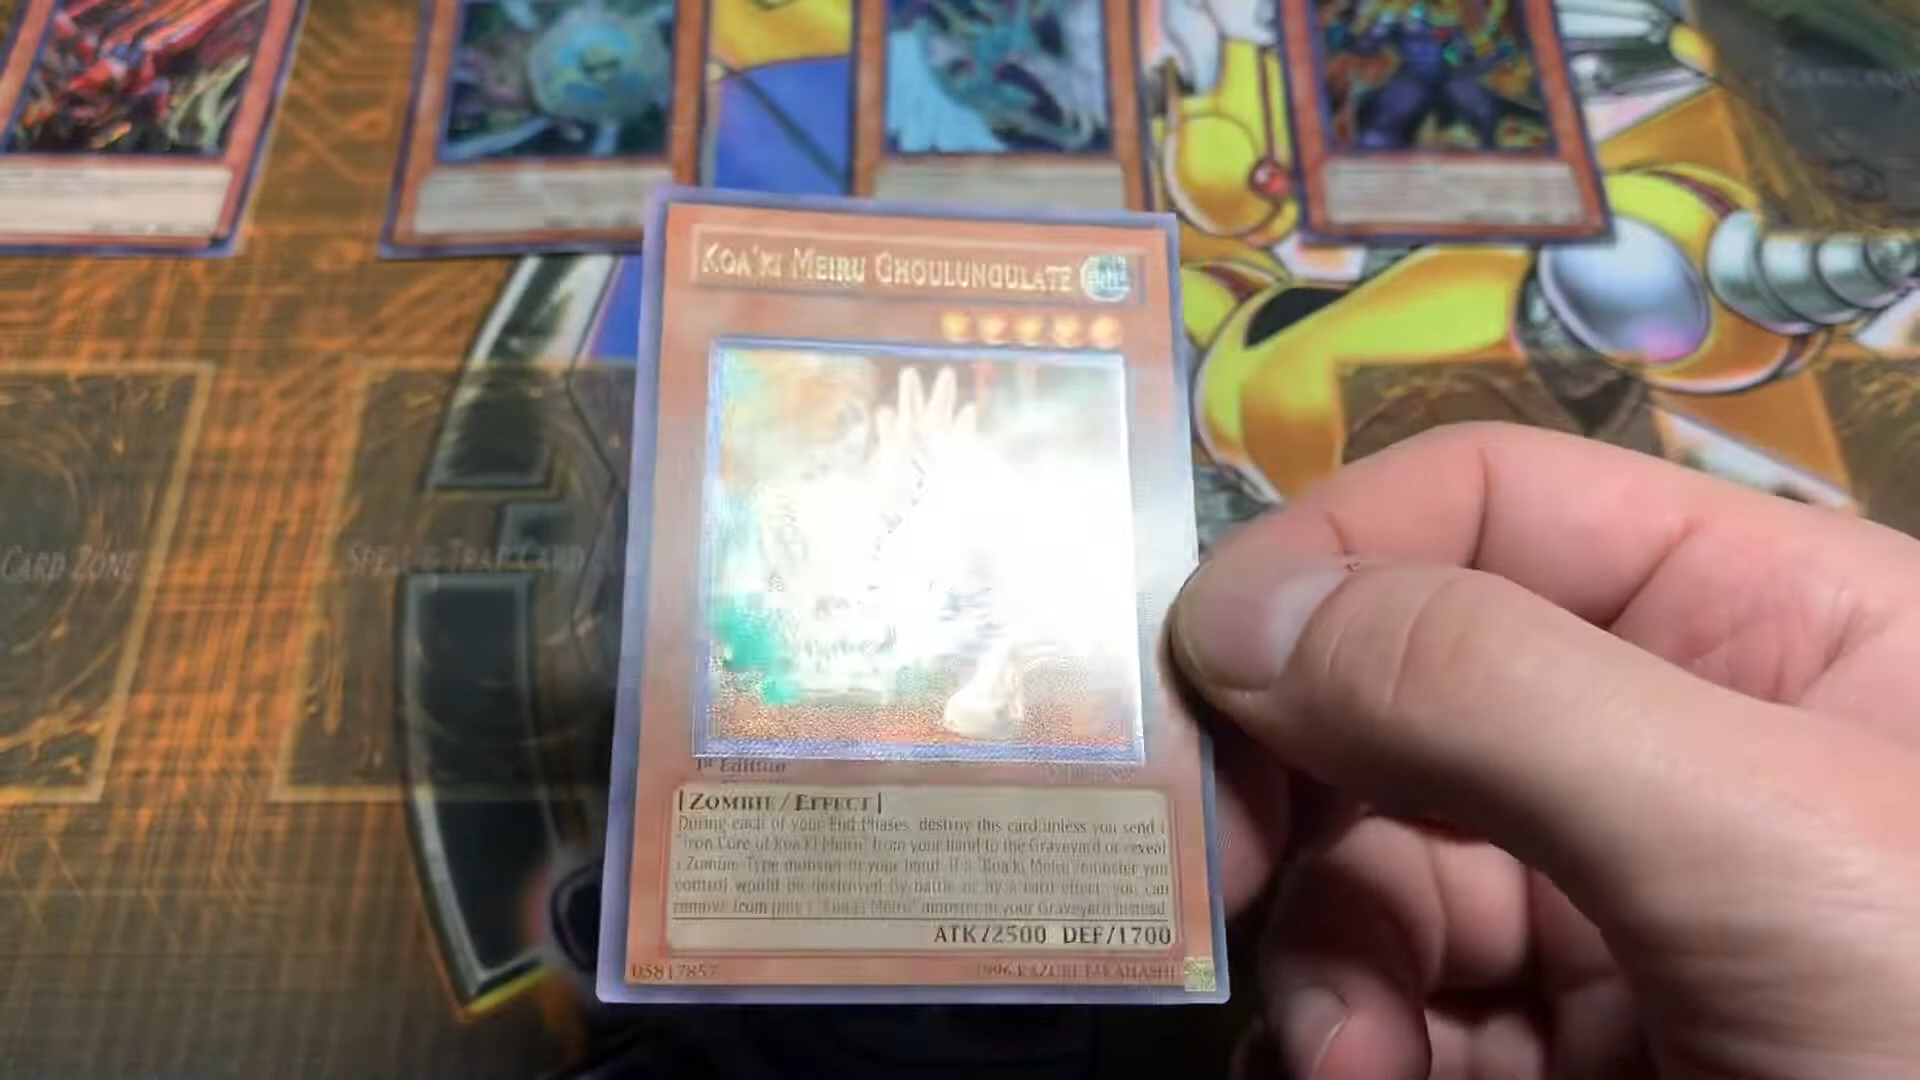 KOA'KI MEIRU GHOULUNGULATE
CARD ZONE
SPELL & TRAP CARD
1st Edition
[ZOMBIE/EFFECT]
During each of your End Phases, destroy this card unless you send 1
"Iron Core of Koa'ki Meiru" from your hand to the Graveyard or reveal
1 Zombie-Type monster in your hand. If a "Koa'ki Meiru" monster you
control would be destroyed by battle or by a card effect, you can
remove from play 1 "Koa'ki Meiru" monster in your Graveyard instead.
ATK/2500 DEF/1700
05817857
1996 KAZUKI TAKAHASHI